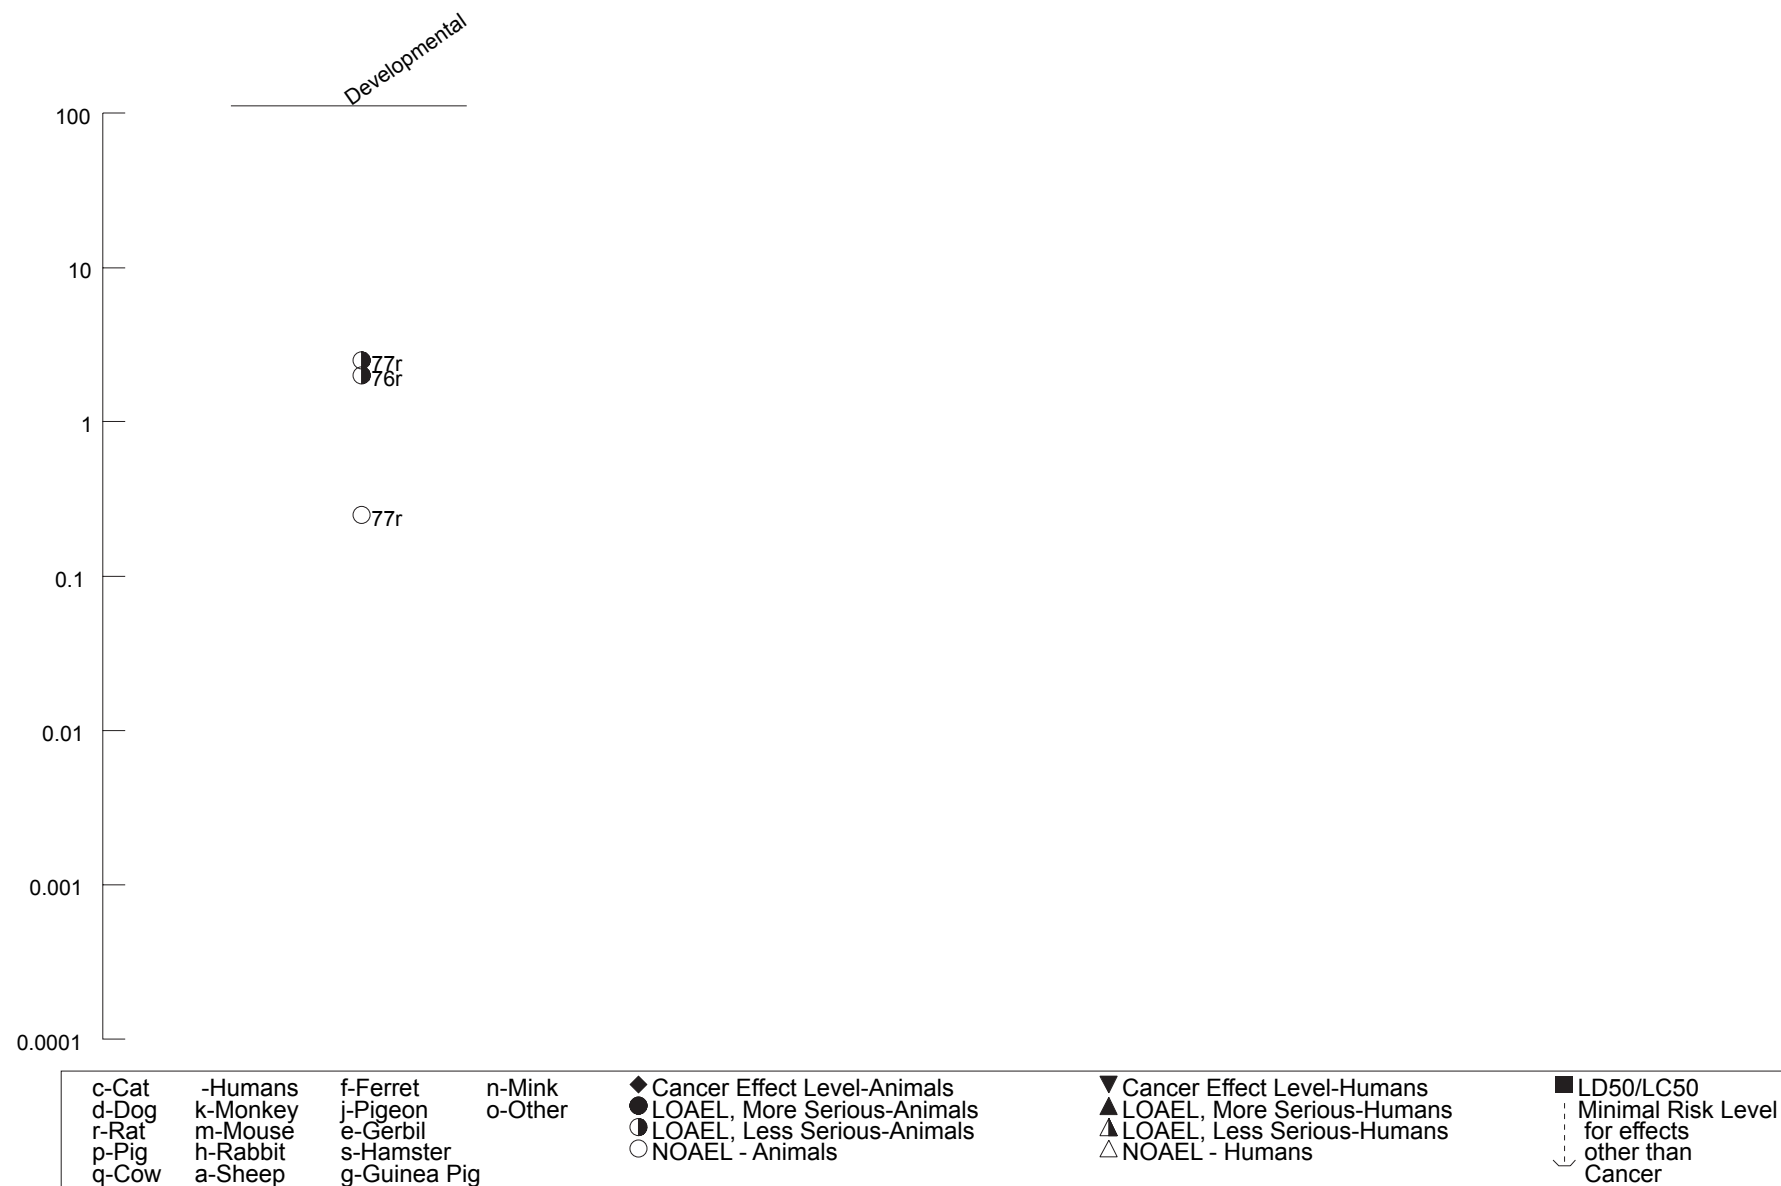 Developmental
100
10
77r
76r
1
77r
0.1
0.01
0.001
0.0001
c-Cat -Humans f-Ferret n-Mink Cancer Effect Level-Animals Cancer Effect Level-Humans LD50/LC50
d-Dog k-Monkey j-Pigeon o-Other LOAEL, More Serious-Animals LOAEL, More Serious-Humans Minimal Risk Level
r-Rat m-Mouse e-Gerbil LOAEL, Less Serious-Animals LOAEL, Less Serious-Humans for effects
p-Pig h-Rabbit s-Hamster NOAEL - Animals NOAEL - Humans other than
q-Cow a-Sheep g-Guinea Pig Cancer